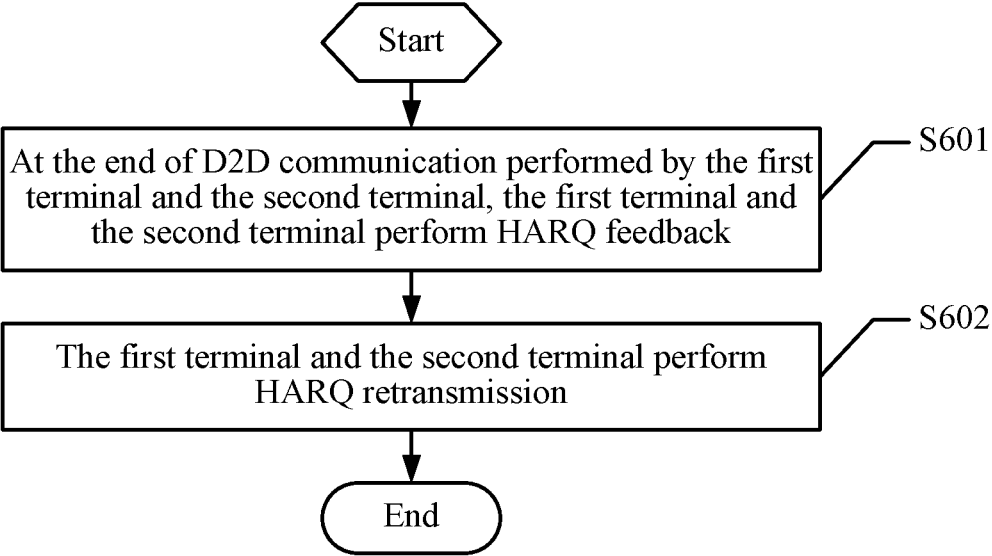 Start
At the end of D2D communication performed by the first
terminal and the second terminal, the first terminal and
the second terminal perform HARQ feedback
S601
The first terminal and the second terminal perform
HARQ retransmission
S602
End